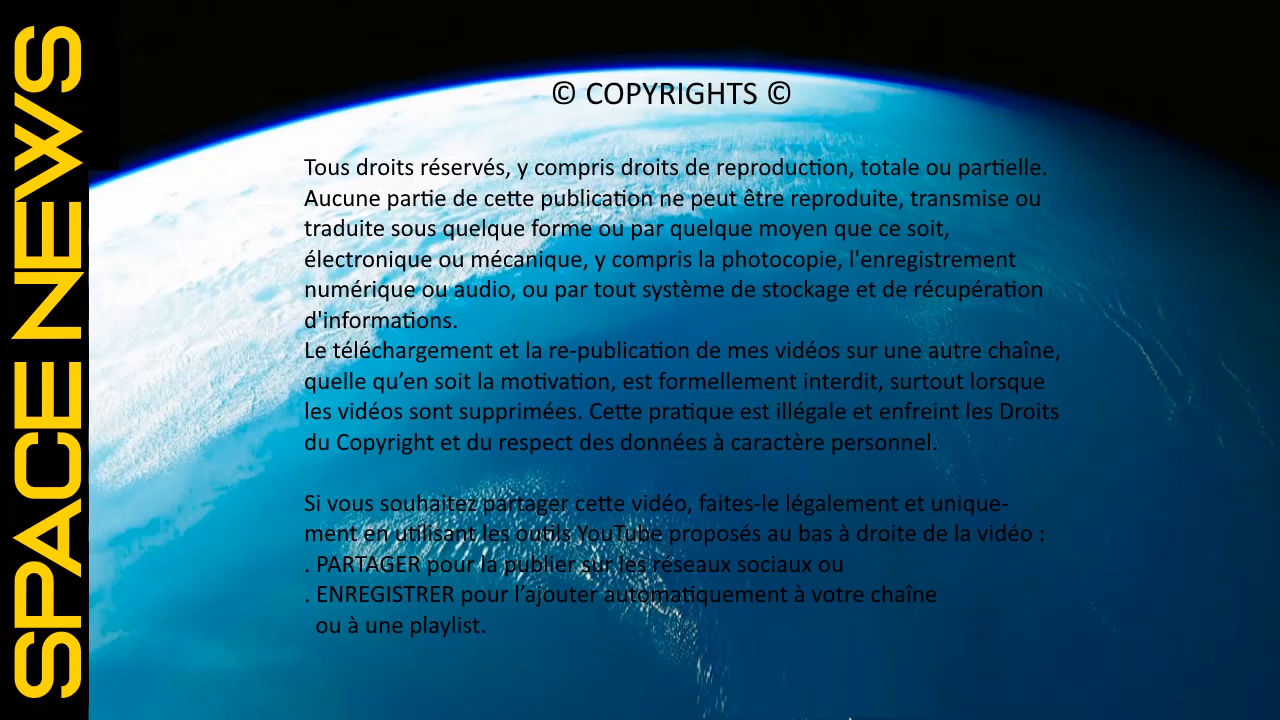 SPACE NEWS
© COPYRIGHTS ©
Tous droits réservés, y compris droits de reproduction, totale ou partielle.
Aucune partie de cette publication ne peut être reproduite, transmise ou
traduite sous quelque forme ou par quelque moyen que ce soit,
électronique ou mécanique, y compris la photocopie, l'enregistrement
numérique ou audio, ou par tout système de stockage et de récupération
d'informations.
Le téléchargement et la re-publication de mes vidéos sur une autre chaîne,
quelle qu’en soit la motivation, est formellement interdit, surtout lorsque
les vidéos sont supprimées. Cette pratique est illégale et enfreint les Droits
du Copyright et du respect des données à caractère personnel.
Si vous souhaitez partager cette vidéo, faites-le légalement et unique-
ment en utilisant les outils YouTube proposés au bas à droite de la vidéo :
. PARTAGER pour la publier sur les réseaux sociaux ou
. ENREGISTRER pour l’ajouter automatiquement à votre chaîne
ou à une playlist.